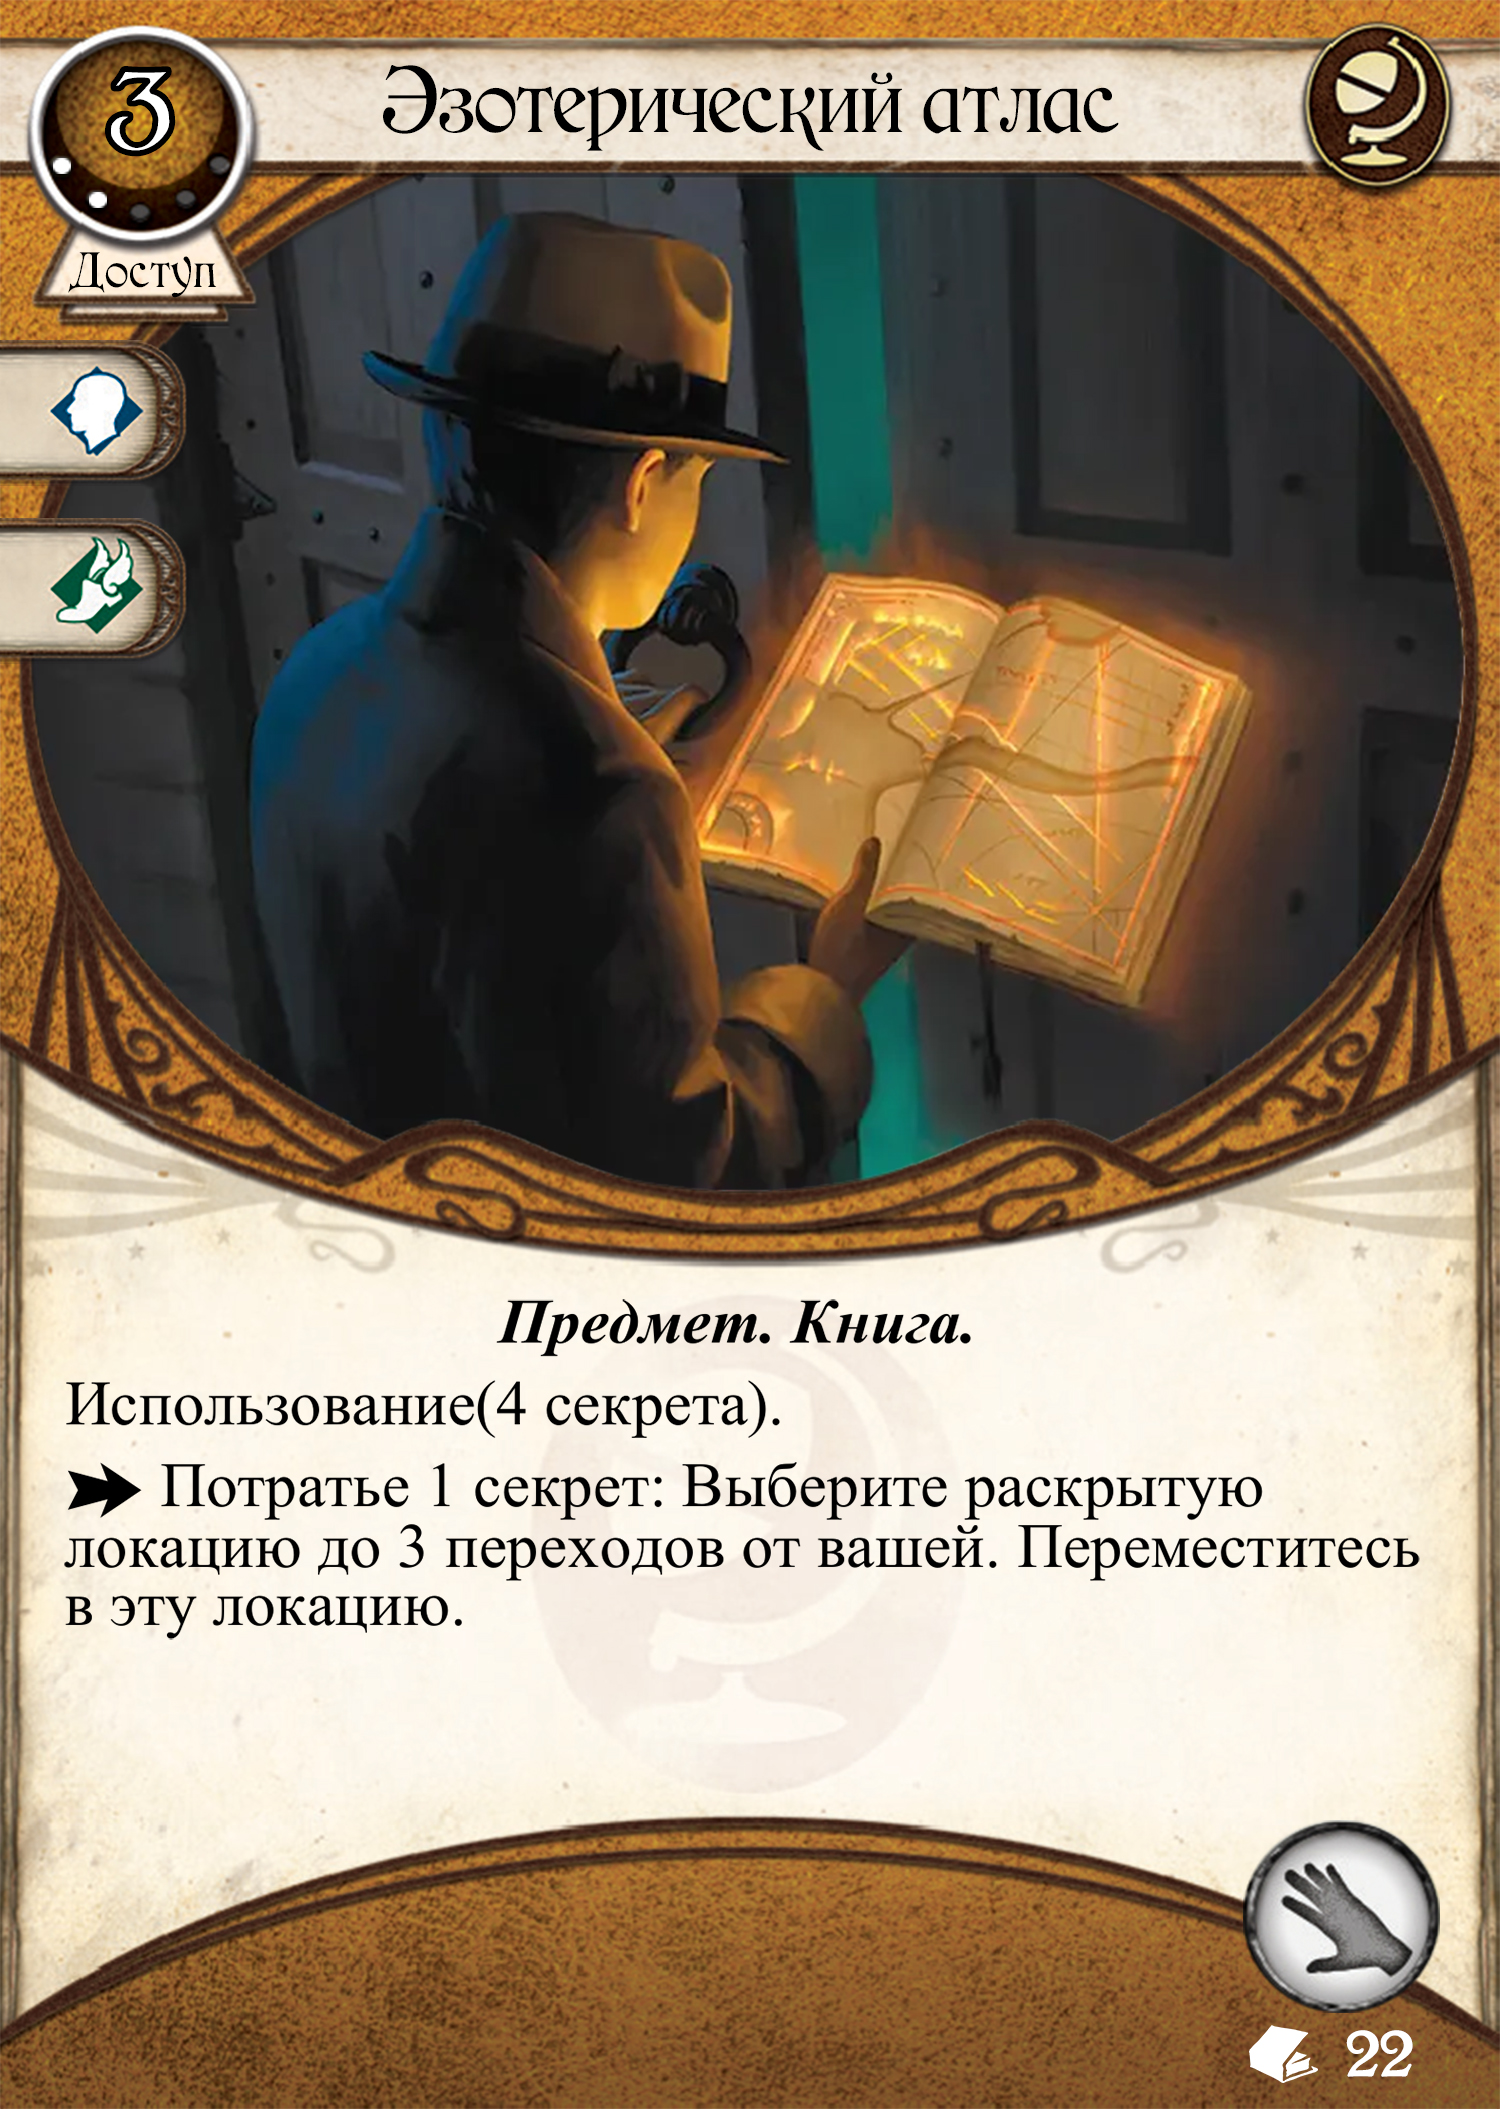 3
Эзотерический атлас
Доступ
Предмет. Книга.
Использование(4 секрета).
Потратье 1 секрет: Выберите раскрытую
локацию до 3 переходов от вашей. Переместитесь
в эту локацию.
22